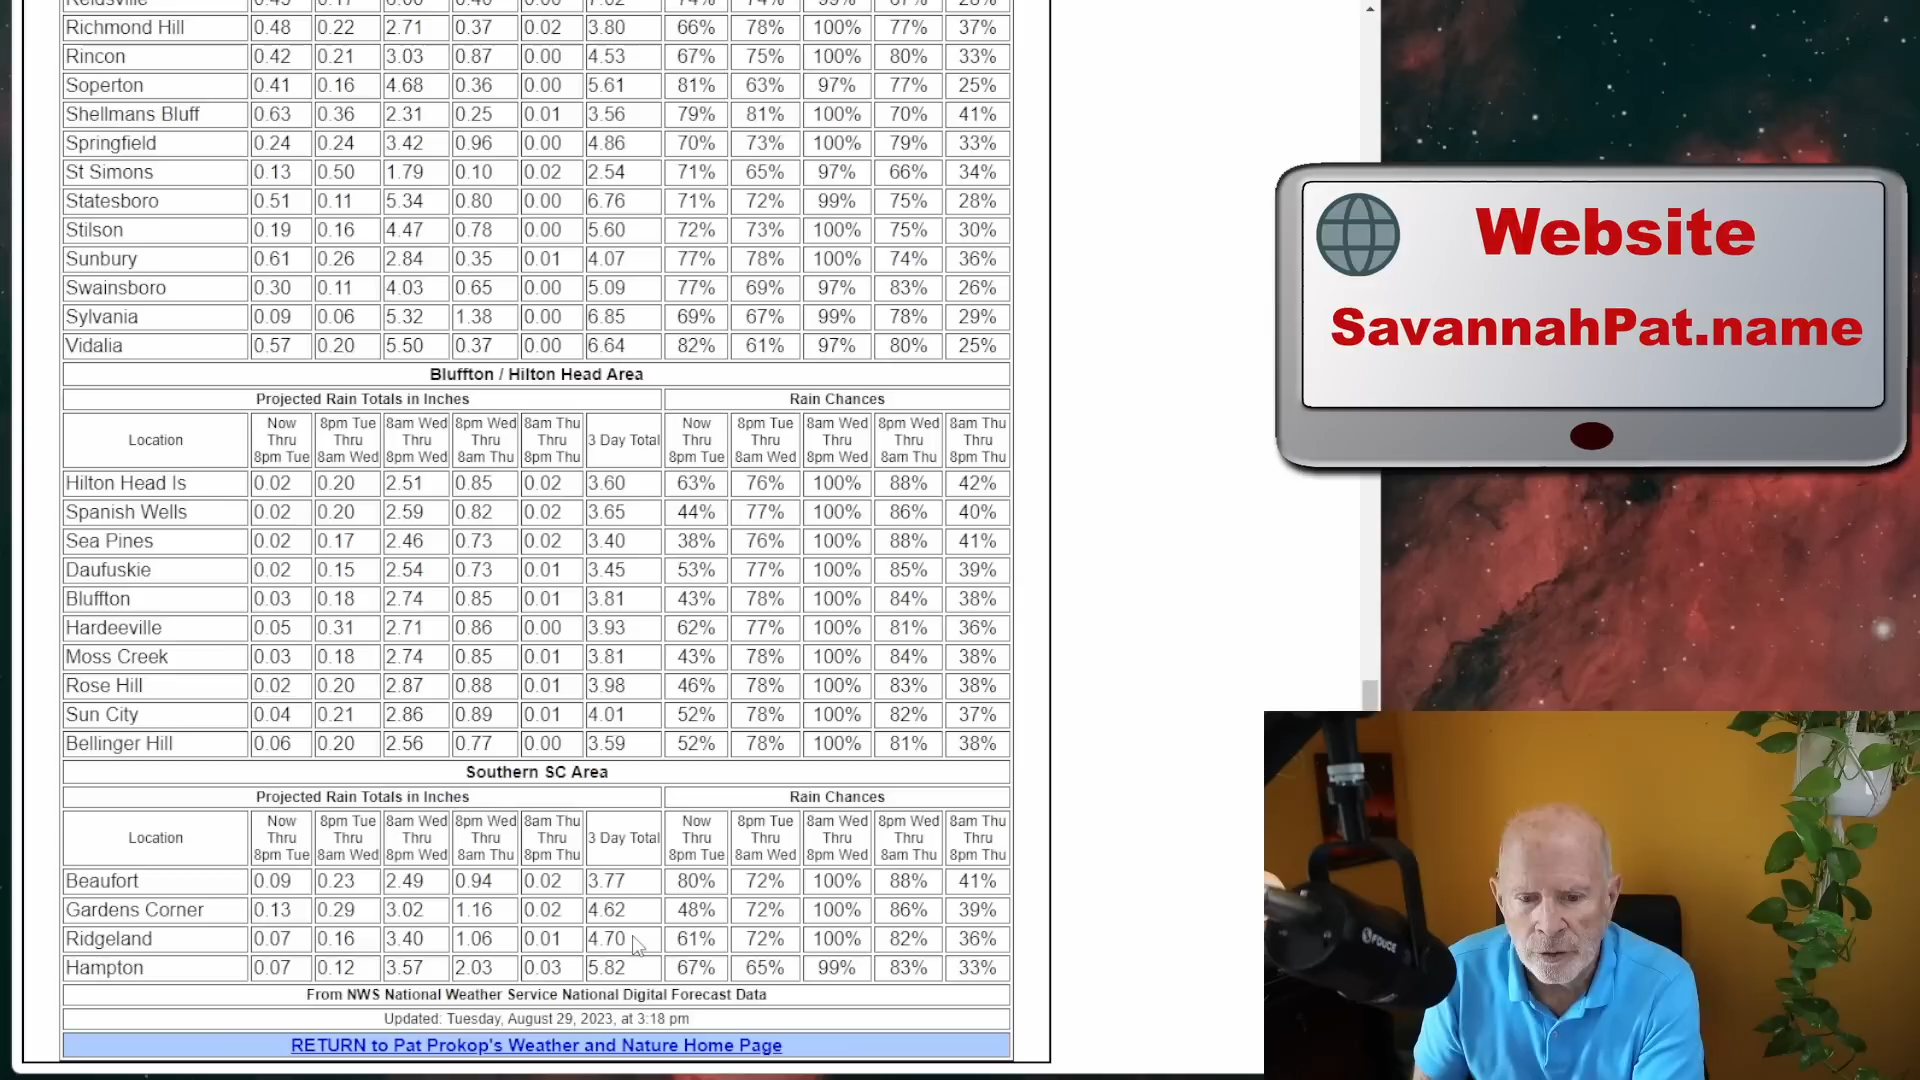 Reidsville 0.45 0.17 6.60 0.40 0.00 7.62 74% 74% 99% 67% 28%
Richmond Hill 0.48 0.22 2.71 0.37 0.02 3.80 66% 78% 100% 77% 37%
Rincon 0.42 0.21 3.03 0.87 0.00 4.53 67% 75% 100% 80% 33%
Soperton 0.41 0.16 4.68 0.36 0.00 5.61 81% 63% 97% 77% 25%
Shellmans Bluff 0.63 0.36 2.31 0.25 0.01 3.56 79% 81% 100% 70% 41%
Springfield 0.24 0.24 3.42 0.96 0.00 4.86 70% 73% 100% 79% 33%
St Simons 0.13 0.50 1.79 0.10 0.02 2.54 71% 65% 97% 66% 34%
Statesboro 0.51 0.11 5.34 0.80 0.00 6.76 71% 72% 99% 75% 28%
Stilson 0.19 0.16 4.47 0.78 0.00 5.60 72% 73% 100% 75% 30%
Sunbury 0.61 0.26 2.84 0.35 0.01 4.07 77% 78% 100% 74% 36%
Swainsboro 0.30 0.11 4.03 0.65 0.00 5.09 77% 69% 97% 83% 26%
Sylvania 0.09 0.06 5.32 1.38 0.00 6.85 69% 67% 99% 78% 29%
Vidalia 0.57 0.20 5.50 0.37 0.00 6.64 82% 61% 97% 80% 25%
Bluffton / Hilton Head Area
Projected Rain Totals in Inches Rain Chances
Now 8pm Tue 8am Wed 8pm Wed 8am Thu Now 8pm Tue 8am Wed 8pm Wed 8am Thu
Location Thru Thru Thru Thru Thru 3 Day Total Thru Thru Thru Thru Thru
8pm Tue 8am Wed 8pm Wed 8am Thu 8pm Thu 8pm Tue 8am Wed 8pm Wed 8am Thu 8pm Thu
Hilton Head Is 0.02 0.20 2.51 0.85 0.02 3.60 63% 76% 100% 88% 42%
Spanish Wells 0.02 0.20 2.59 0.82 0.02 3.65 44% 77% 100% 86% 40%
Sea Pines 0.02 0.17 2.46 0.73 0.02 3.40 38% 76% 100% 88% 41%
Daufuskie 0.02 0.15 2.54 0.73 0.01 3.45 53% 77% 100% 85% 39%
Bluffton 0.03 0.18 2.74 0.85 0.01 3.81 43% 78% 100% 84% 38%
Hardeeville 0.05 0.31 2.71 0.86 0.00 3.93 62% 77% 100% 81% 36%
Moss Creek 0.03 0.18 2.74 0.85 0.01 3.81 43% 78% 100% 84% 38%
Rose Hill 0.02 0.20 2.87 0.88 0.01 3.98 46% 78% 100% 83% 38%
Sun City 0.04 0.21 2.86 0.89 0.01 4.01 52% 78% 100% 82% 37%
Bellinger Hill 0.06 0.20 2.56 0.77 0.00 3.59 52% 78% 100% 81% 38%
Southern SC Area
Projected Rain Totals in Inches Rain Chances
Now 8pm Tue 8am Wed 8pm Wed 8am Thu Now 8pm Tue 8am Wed 8pm Wed 8am Thu
Location Thru Thru Thru Thru Thru 3 Day Total Thru Thru Thru Thru Thru
8pm Tue 8am Wed 8pm Wed 8am Thu 8pm Thu 8pm Tue 8am Wed 8pm Wed 8am Thu 8pm Thu
Beaufort 0.09 0.23 2.49 0.94 0.02 3.77 80% 72% 100% 88% 41%
Gardens Corner 0.13 0.29 3.02 1.16 0.02 4.62 48% 72% 100% 86% 39%
Ridgeland 0.07 0.16 3.40 1.06 0.01 4.70 61% 72% 100% 82% 36%
Hampton 0.07 0.12 3.57 2.03 0.03 5.82 67% 65% 99% 83% 33%
From NWS National Weather Service National Digital Forecast Data
Updated: Tuesday, August 29, 2023, at 3:18 pm
RETURN to Pat Prokop's Weather and Nature Home Page
Website
SavannahPat.name
FDUCE